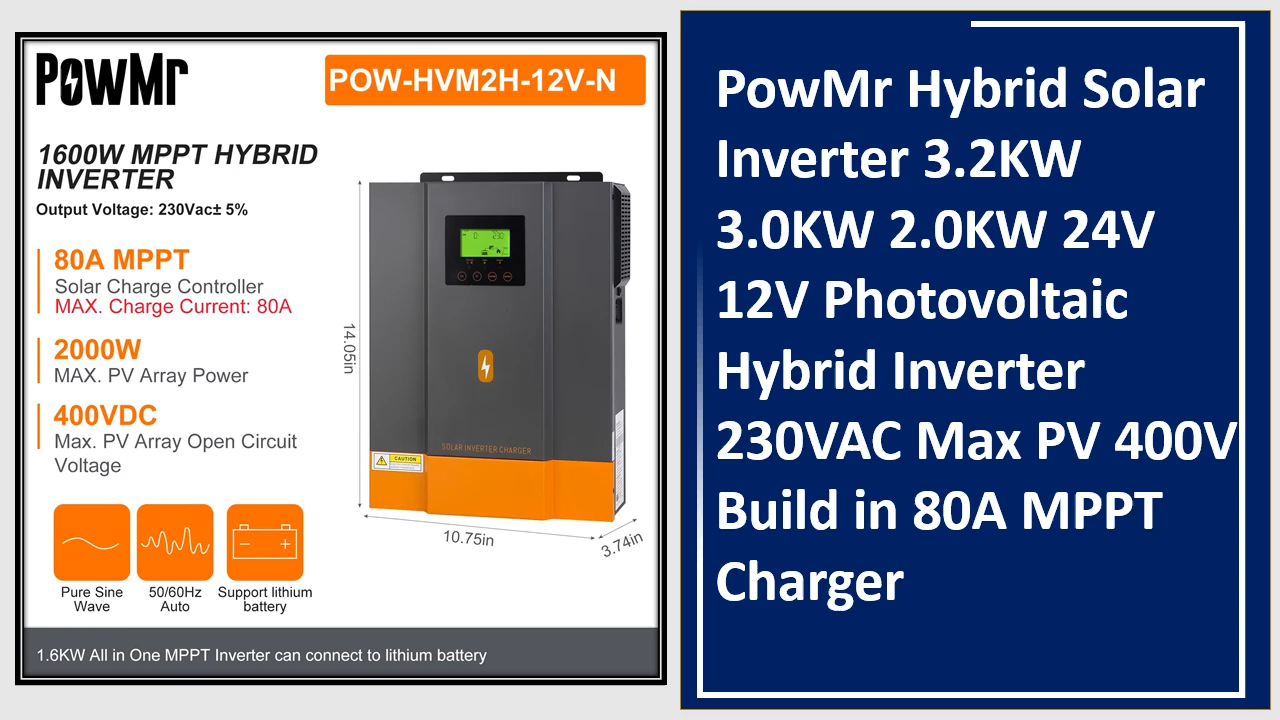 PowMr
POW-HVM2H-12V-N
1600W MPPT HYBRID
INVERTER
Output Voltage: 230Vac± 5%
80A MPPT
Solar Charge Controller
MAX. Charge Current: 80A
2000W
MAX. PV Array Power
400VDC
Max. PV Array Open Circuit
Voltage
14.05in
SOLAR INVERTER CHARGER
CAUTION
10.75in
3.74in
Pure Sine
Wave
50/60Hz
Auto
Support lithium
battery
1.6KW All in One MPPT Inverter can connect to lithium battery
PowMr Hybrid Solar
Inverter 3.2KW
3.0KW 2.0KW 24V
12V Photovoltaic
Hybrid Inverter
230VAC Max PV 400V
Build in 80A MPPT
Charger